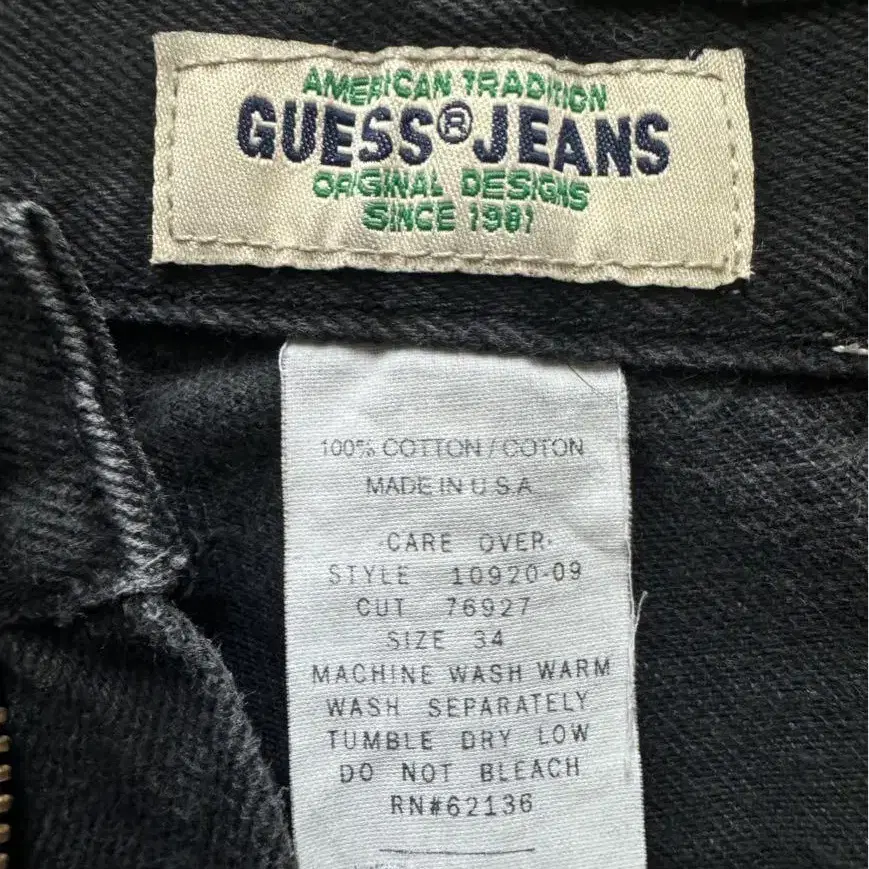 AMERICAN TRADITION
GUESS® JEANS
ORIGINAL DESIGNS
SINCE 1981
100% COTTON / COTON
MADE IN U.S.A.
CARE OVER·
STYLE 10920-09
CUT 76927
SIZE 34
MACHINE WASH WARM
WASH SEPARATELY
TUMBLE DRY LOW
DO NOT BLEACH
RN#62136